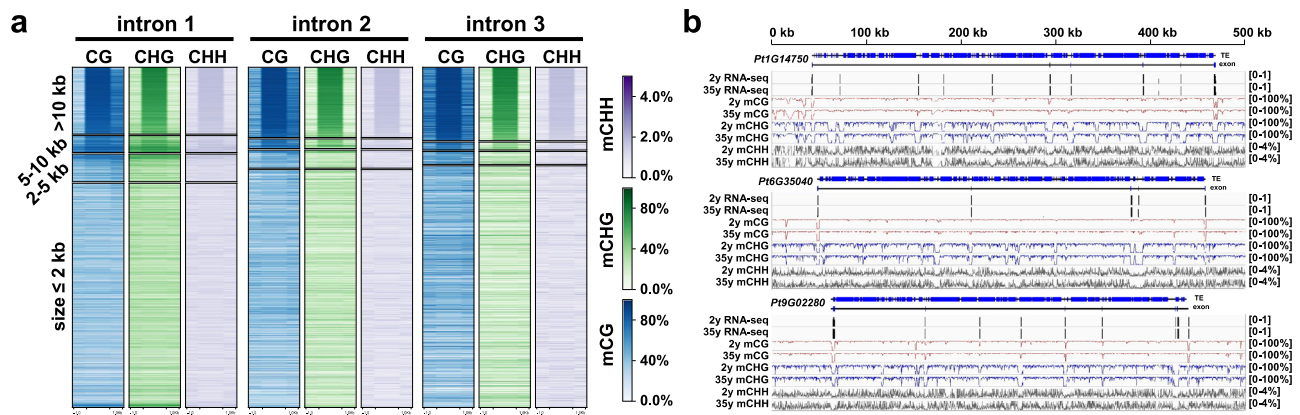 a
intron 1
intron 2
intron 3
CG CHG CHH CG CHG CHH CG CHG CHH
>10 kb
5-10 kb
2-5 kb
size ≤ 2 kb
4.0%
2.0%
0.0%
mCHH
80%
40%
0.0%
mCHG
80%
40%
0.0%
mCG
b
0 kb 100 kb 200 kb 300 kb 400 kb 500 kb
Pt1G14750 TE
exon
2y RNA-seq [0-1]
35y RNA-seq [0-1]
2y mCG [0-100%]
35y mCG [0-100%]
2y mCHG [0-100%]
35y mCHG [0-100%]
2y mCHH [0-4%]
35y mCHH [0-4%]
Pt6G35040 TE
exon
2y RNA-seq [0-1]
35y RNA-seq [0-1]
2y mCG [0-100%]
35y mCG [0-100%]
2y mCHG [0-100%]
35y mCHG [0-100%]
2y mCHH [0-4%]
35y mCHH [0-4%]
Pt9G02280 TE
exon
2y RNA-seq [0-1]
35y RNA-seq [0-1]
2y mCG [0-100%]
35y mCG [0-100%]
2y mCHG [0-100%]
35y mCHG [0-100%]
2y mCHH [0-4%]
35y mCHH [0-4%]